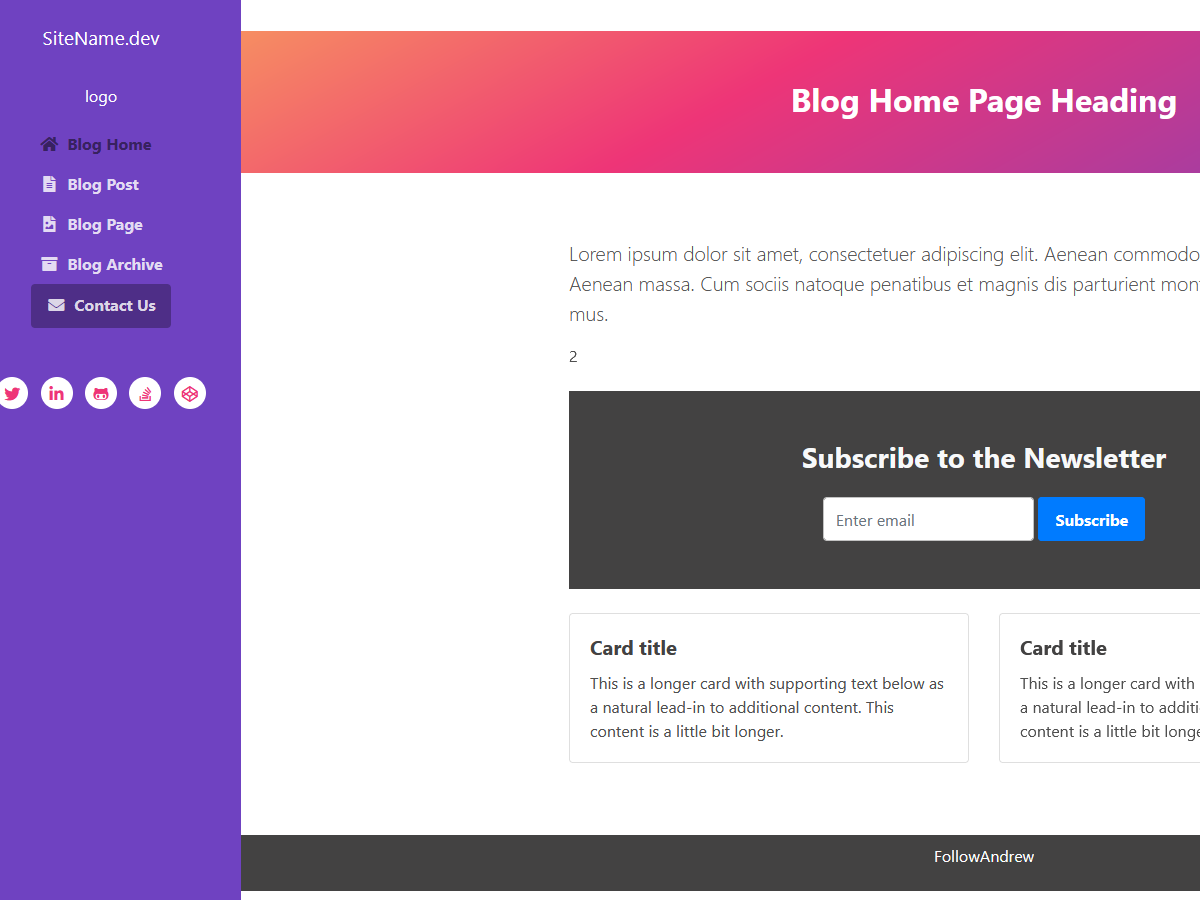 SiteName.dev
logo
Blog Home
Blog Post
Blog Page
Blog Archive
Contact Us
Blog Home Page Heading
Lorem ipsum dolor sit amet, consectetuer adipiscing elit. Aenean commodo
Aenean massa. Cum sociis natoque penatibus et magnis dis parturient
mus.
2
Subscribe to the Newsletter
Enter email
Subscribe
Card title
This is a longer card with supporting text below as
a natural lead-in to additional content. This
content is a little bit longer.
Card title
This is a longer card with
a natural lead-in to
content is a little bit
FollowAndrew